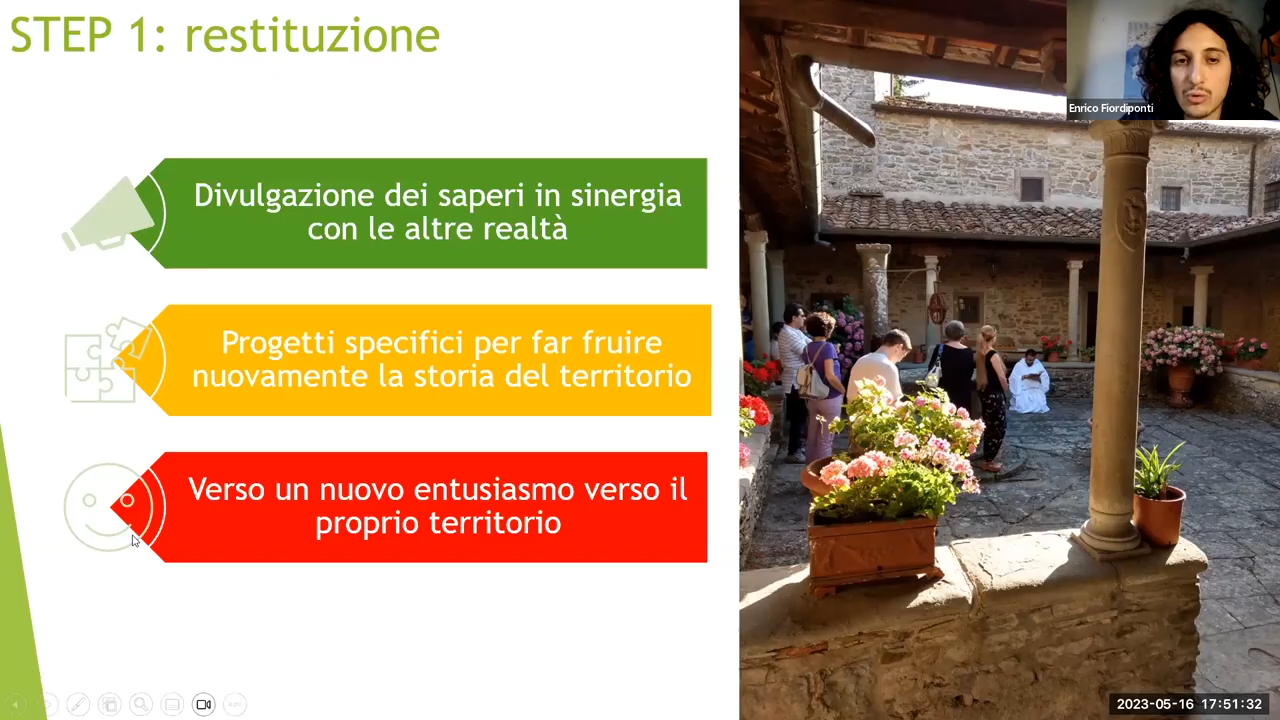 STEP 1: restituzione
Enrico Fiordiponti
Divulgazione dei saperi in sinergia
con le altre realtà
Progetti specifici per far fruire
nuovamente la storia del territorio
Verso un nuovo entusiasmo verso il
proprio territorio
2023-05-16 17:51:32